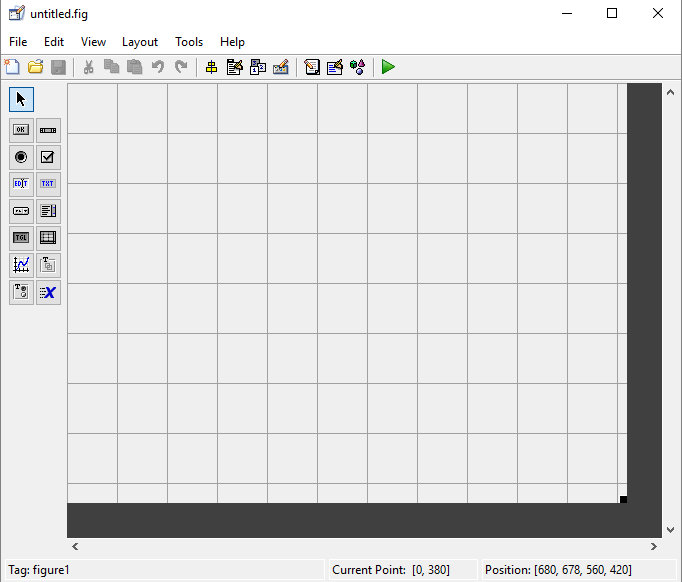 untitled.fig
File Edit View Layout Tools Help
OK
EDIT TXT
TGL
T
T X
Tag: figure1 Current Point: [0, 380] Position: [680, 678, 560, 420]